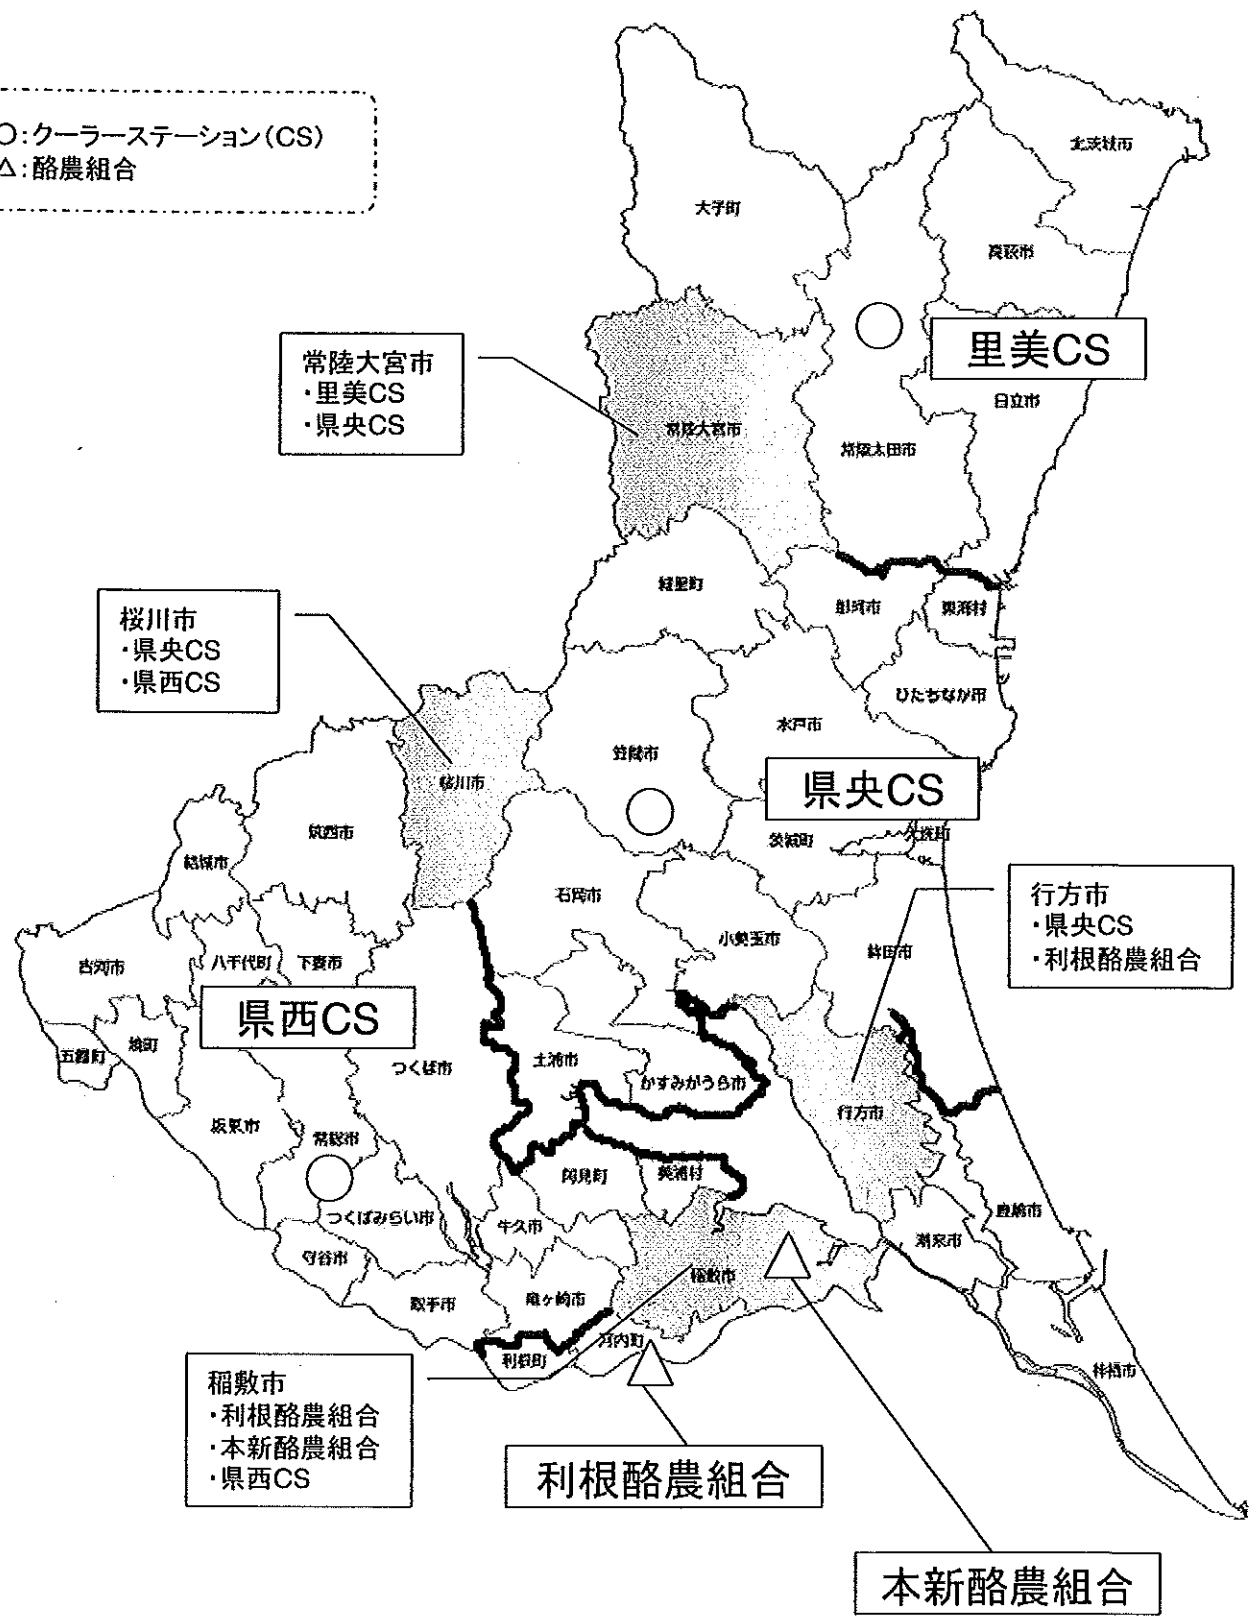 ○:クーラーステーション(CS)
△:酪農組合
北茨城市
大子町
高萩市
里美CS
常陸大宮市
・里美CS
・県央CS
日立市
常陸大宮市
常陸太田市
城里町
那珂市
東海村
桜川市
・県央CS
・県西CS
ひたちなか市
水戸市
笠間市
桜川市
県央CS
筑西市
茨城町
大洗町
結城市
石岡市
行方市
・県央CS
・利根酪農組合
小美玉市
鉾田市
古河市
八千代町
下妻市
県西CS
五霞町
境町
つくば市
土浦市
かすみがうら市
行方市
坂東市
常総市
阿見町
美浦村
つくばみらい市
牛久市
鹿嶋市
潮来市
守谷市
稲敷市
取手市
竜ヶ崎市
河内町
利根町
神栖市
稲敷市
・利根酪農組合
・本新酪農組合
・県西CS
利根酪農組合
本新酪農組合